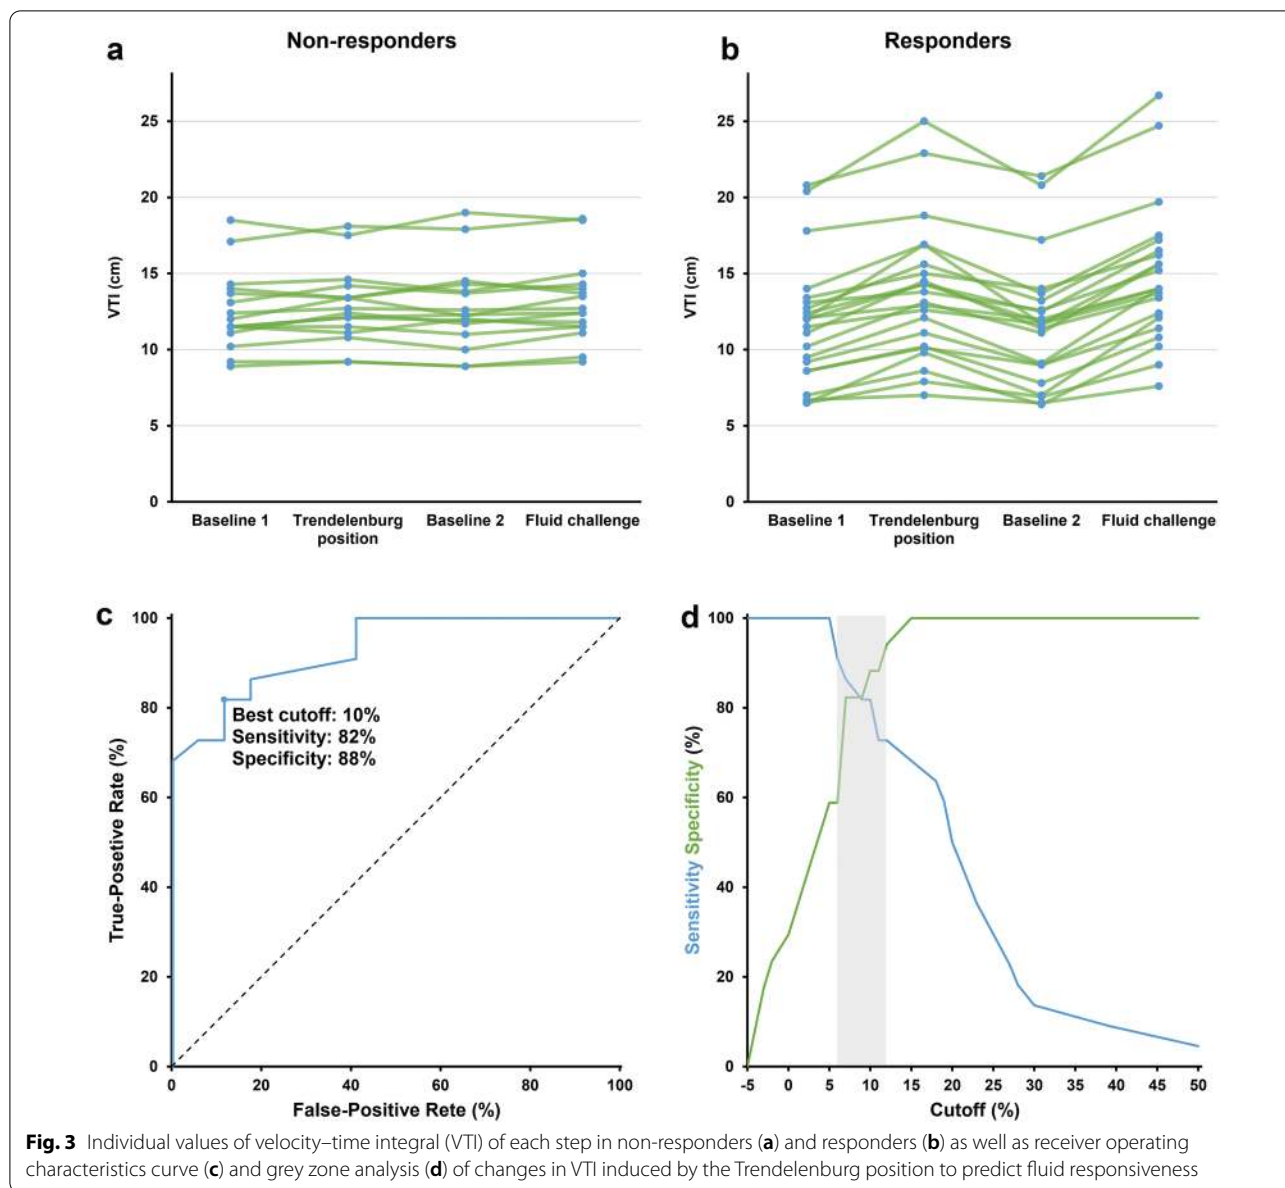 a
Non-responders
VTI (cm)
25
20
15
10
5
0
Baseline 1
Trendelenburg
position
Baseline 2
Fluid challenge
b
Responders
VTI (cm)
25
20
15
10
5
0
Baseline 1
Trendelenburg
position
Baseline 2
Fluid challenge
c
True-Posetive Rate (%)
100
80
60
40
20
0
Best cutoff: 10%
Sensitivity: 82%
Specificity: 88%
0 20 40 60 80 100
False-Positive Rete (%)
d
Sensitivity Specificity (%)
100
80
60
40
20
0
-5 0 5 10 15 20 25 30 35 40 45 50
Cutoff (%)
Fig. 3 Individual values of velocity–time integral (VTI) of each step in non-responders (a) and responders (b) as well as receiver operating
characteristics curve (c) and grey zone analysis (d) of changes in VTI induced by the Trendelenburg position to predict fluid responsiveness